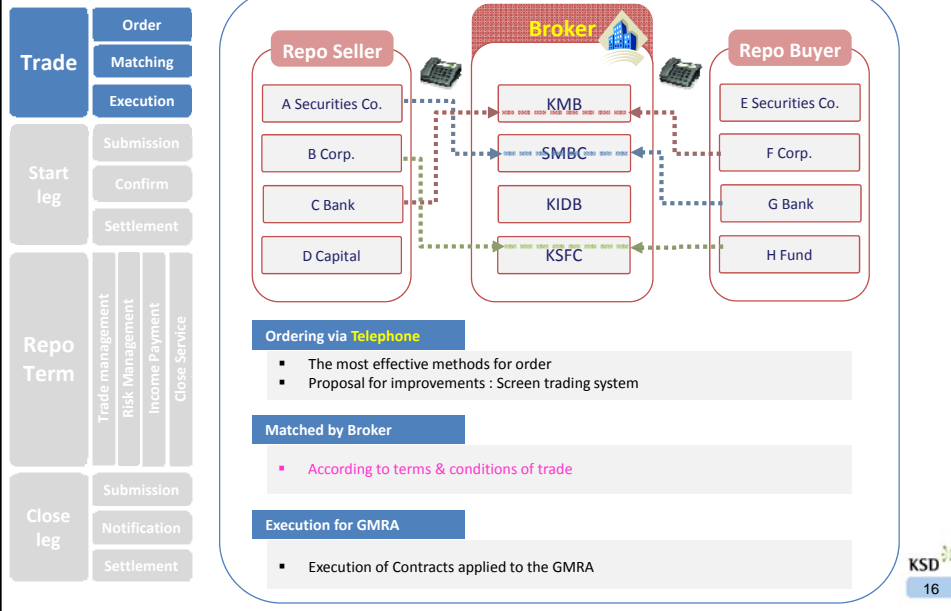 Trade
Order
Matching
Execution
Start
leg
Submission
Confirm
Settlement
Repo
Term
Trade management
Risk Management
Income Payment
Close Service
Close
leg
Submission
Notification
Settlement
Repo Seller
A Securities Co.
B Corp.
C Bank
D Capital
Broker
KMB
SMBC
KIDB
KSFC
Repo Buyer
E Securities Co.
F Corp.
G Bank
H Fund
Ordering via Telephone
▪ The most effective methods for order
▪ Proposal for improvements : Screen trading system
Matched by Broker
▪ According to terms & conditions of trade
Execution for GMRA
▪ Execution of Contracts applied to the GMRA
KSD
16